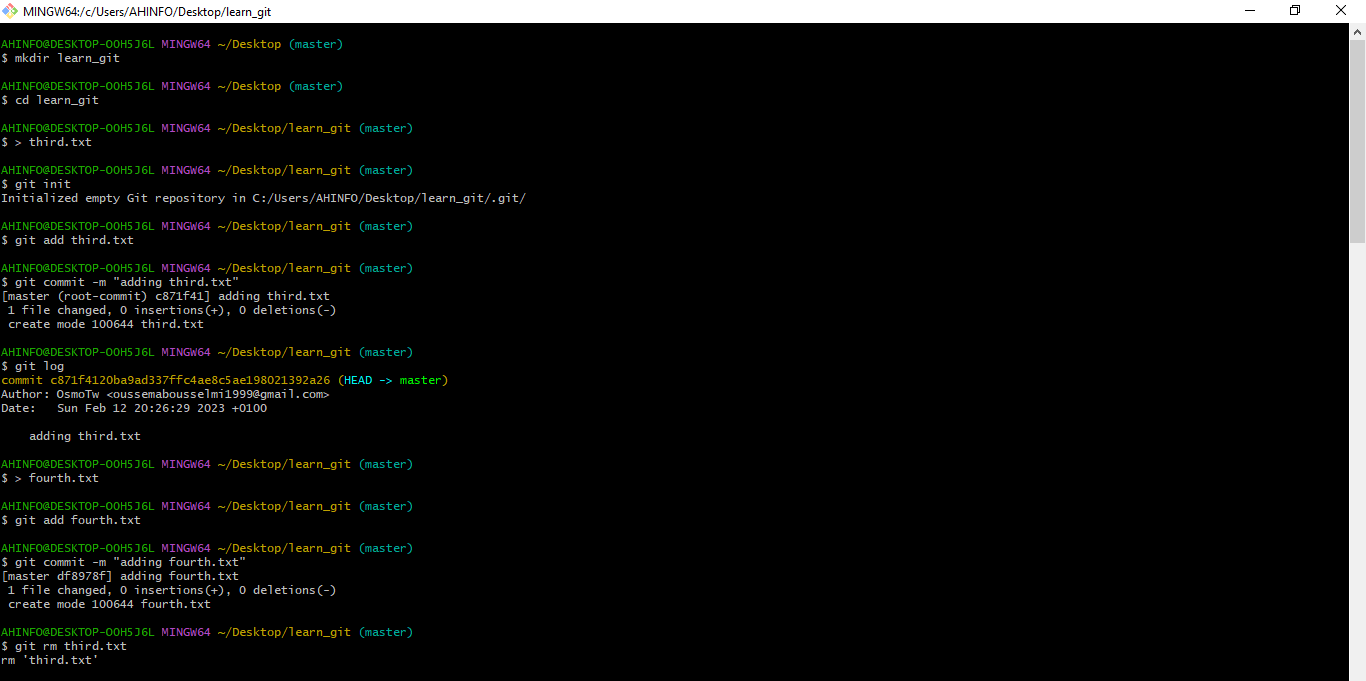 MINGW64:/c/Users/AHINFO/Desktop/learn_git
AHINFO@DESKTOP-OOH5J6L MINGW64 ~/Desktop (master)
$ mkdir learn_git
AHINFO@DESKTOP-OOH5J6L MINGW64 ~/Desktop (master)
$ cd learn_git
AHINFO@DESKTOP-OOH5J6L MINGW64 ~/Desktop/learn_git (master)
$ > third.txt
AHINFO@DESKTOP-OOH5J6L MINGW64 ~/Desktop/learn_git (master)
$ git init
Initialized empty Git repository in C:/Users/AHINFO/Desktop/learn_git/.git/
AHINFO@DESKTOP-OOH5J6L MINGW64 ~/Desktop/learn_git (master)
$ git add third.txt
AHINFO@DESKTOP-OOH5J6L MINGW64 ~/Desktop/learn_git (master)
$ git commit -m "adding third.txt"
[master (root-commit) c871f41] adding third.txt
 1 file changed, 0 insertions(+), 0 deletions(-)
 create mode 100644 third.txt
AHINFO@DESKTOP-OOH5J6L MINGW64 ~/Desktop/learn_git (master)
$ git log
commit c871f4120ba9ad337ffc4ae8c5ae198021392a26 (HEAD -> master)
Author: OsmoTw <oussemabousselmi1999@gmail.com>
Date:   Sun Feb 12 20:26:29 2023 +0100
    adding third.txt
AHINFO@DESKTOP-OOH5J6L MINGW64 ~/Desktop/learn_git (master)
$ > fourth.txt
AHINFO@DESKTOP-OOH5J6L MINGW64 ~/Desktop/learn_git (master)
$ git add fourth.txt
AHINFO@DESKTOP-OOH5J6L MINGW64 ~/Desktop/learn_git (master)
$ git commit -m "adding fourth.txt"
[master df8978f] adding fourth.txt
 1 file changed, 0 insertions(+), 0 deletions(-)
 create mode 100644 fourth.txt
AHINFO@DESKTOP-OOH5J6L MINGW64 ~/Desktop/learn_git (master)
$ git rm third.txt
rm 'third.txt'